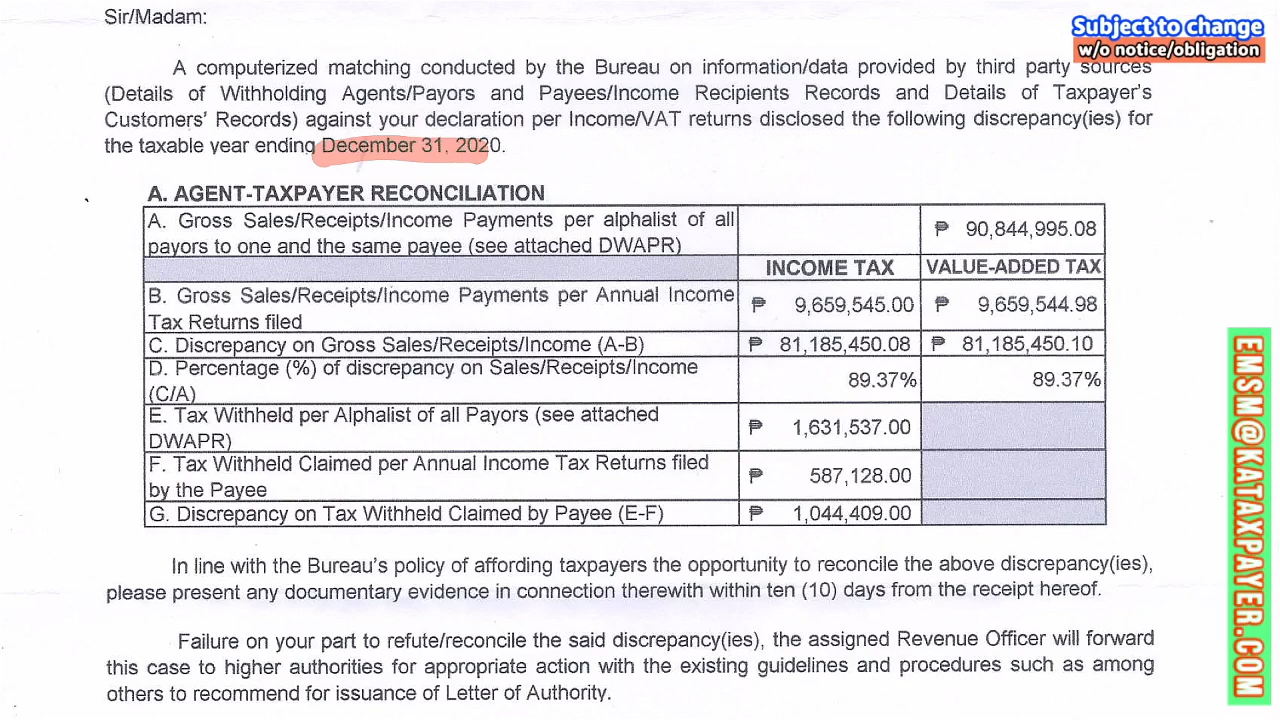 Sir/Madam:
Subject to change
w/o notice/obligation
A computerized matching conducted by the Bureau on information/data provided by third party sources
(Details of Withholding Agents/Payors and Payees/Income Recipients Records and Details of Taxpayer's
Customers' Records) against your declaration per Income/VAT returns disclosed the following discrepancy(ies) for
the taxable year ending December 31, 2020.
A. AGENT-TAXPAYER RECONCILIATION
A. Gross Sales/Receipts/Income Payments per alphalist of all
payors to one and the same payee (see attached DWAPR)
₱ 90,844,995.08
INCOME TAX VALUE-ADDED TAX
B. Gross Sales/Receipts/Income Payments per Annual Income
Tax Returns filed
₱ 9,659,545.00 ₱ 9,659,544.98
C. Discrepancy on Gross Sales/Receipts/Income (A-B) ₱ 81,185,450.08 ₱ 81,185,450.10
D. Percentage (%) of discrepancy on Sales/Receipts/Income
(C/A)
89.37% 89.37%
E. Tax Withheld per Alphalist of all Payors (see attached
DWAPR)
₱ 1,631,537.00
F. Tax Withheld Claimed per Annual Income Tax Returns filed
by the Payee
₱ 587,128.00
G. Discrepancy on Tax Withheld Claimed by Payee (E-F) ₱ 1,044,409.00
In line with the Bureau's policy of affording taxpayers the opportunity to reconcile the above discrepancy(ies),
please present any documentary evidence in connection therewith within ten (10) days from the receipt hereof.
Failure on your part to refute/reconcile the said discrepancy(ies), the assigned Revenue Officer will forward
this case to higher authorities for appropriate action with the existing guidelines and procedures such as among
others to recommend for issuance of Letter of Authority.
EMSM@KATAXPAYER.COM